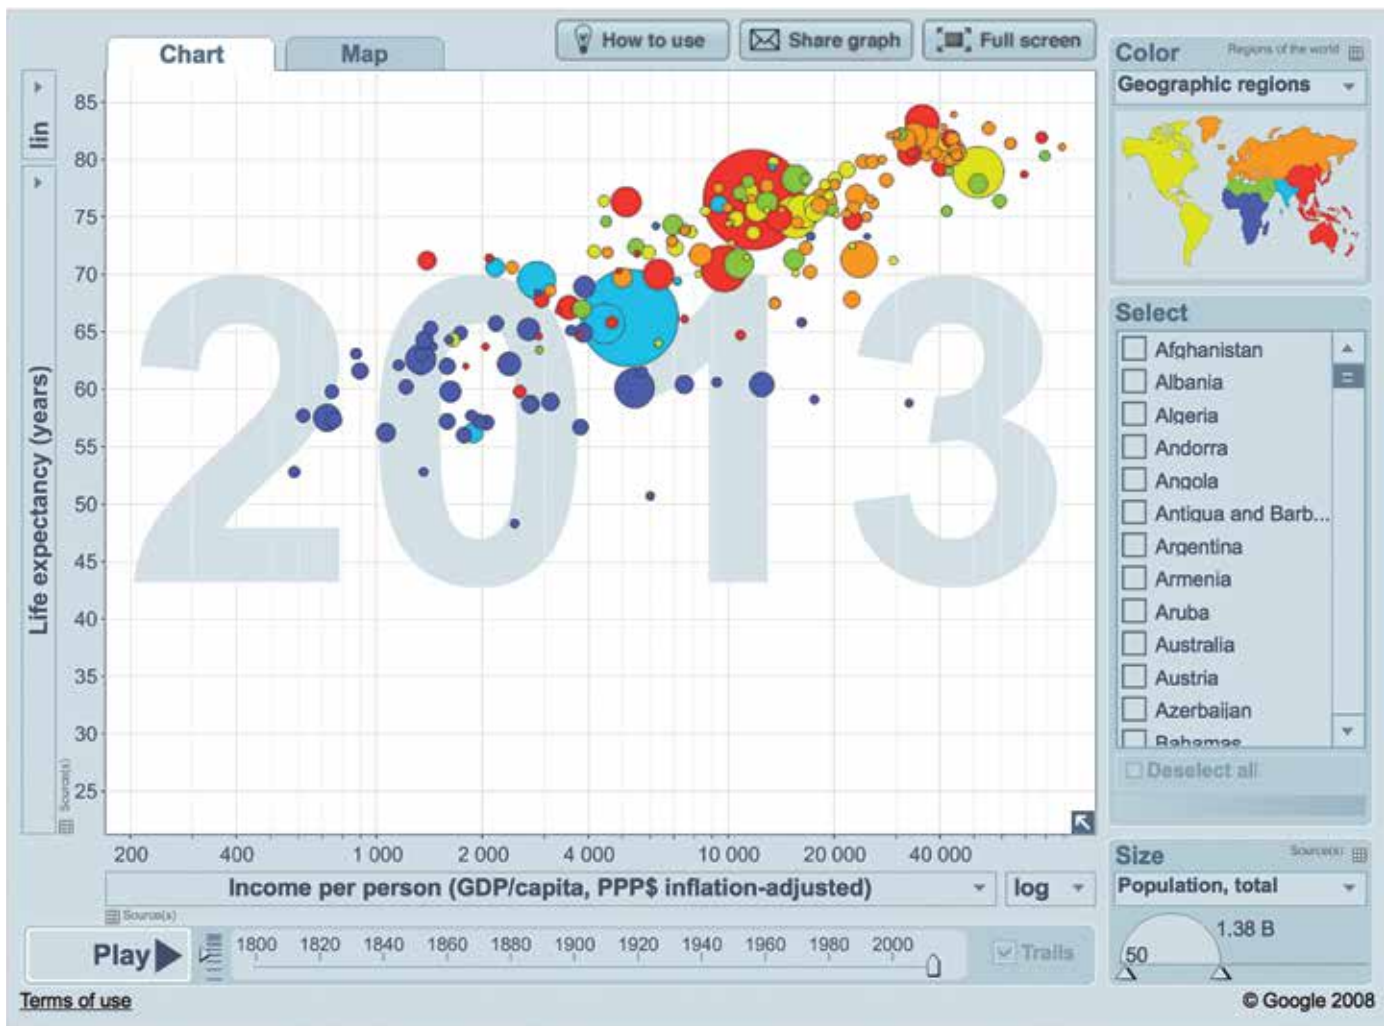 Chart
Map
How to use
Share graph
Full screen
Color
Regions of the world
Geographic regions
lin
Life expectancy (years)
Source(s)
85
80
75
70
65
60
55
50
45
40
35
30
25
2013
200
400
1 000
2 000
4 000
10 000
20 000
40 000
Income per person (GDP/capita, PPP$ inflation-adjusted)
log
Source(s)
Select
Afghanistan
Albania
Algeria
Andorra
Angola
Antigua and Barb...
Argentina
Armenia
Aruba
Australia
Austria
Azerbaijan
Bahamas
Deselect all
Size
Source(s)
Population, total
1.38 B
50
Play
1800
1820
1840
1860
1880
1900
1920
1940
1960
1980
2000
Trails
Terms of use
© Google 2008